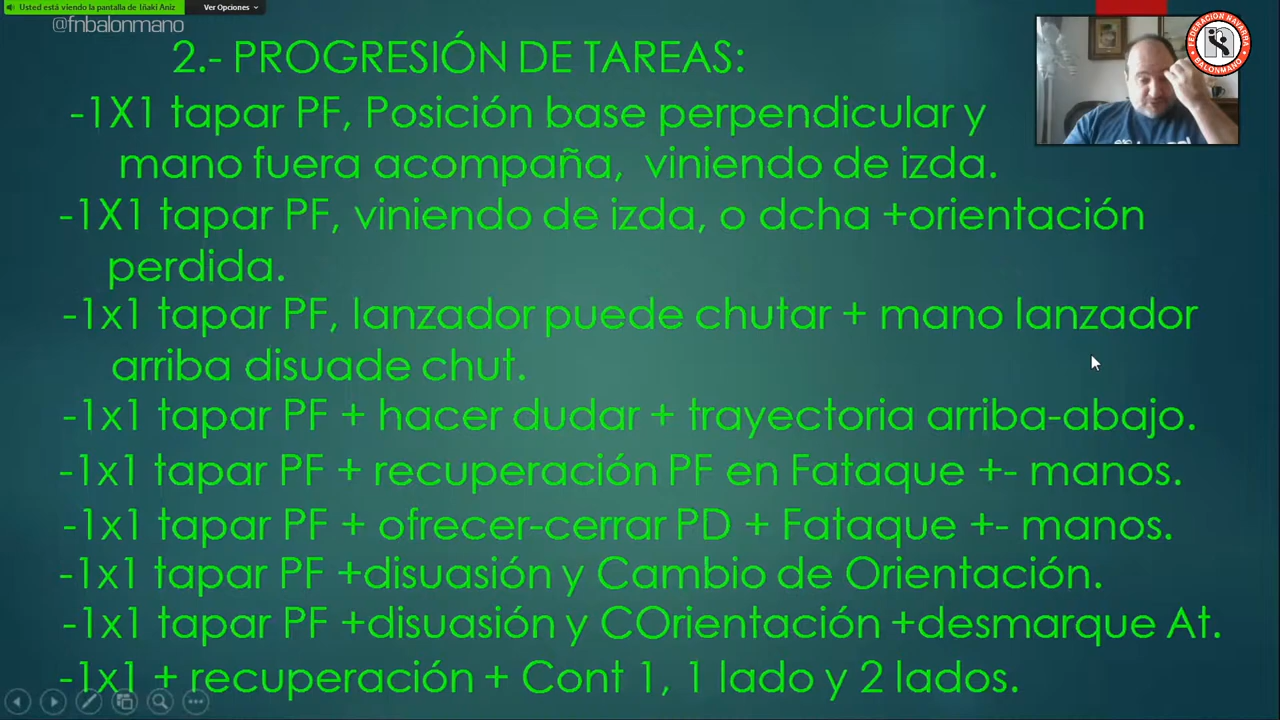 Usted está viendo la pantalla de Iñaki Aniz
Ver Opciones
@fnbalonmano
FEDERACION NAVARRA
BALONMANO
2.- PROGRESIÓN DE TAREAS:
-1X1 tapar PF, Posición base perpendicular y
mano fuera acompaña, viniendo de izda.
-1X1 tapar PF, viniendo de izda, o dcha +orientación
perdida.
-1x1 tapar PF, lanzador puede chutar + mano lanzador
arriba disuade chut.
-1x1 tapar PF + hacer dudar + trayectoria arriba-abajo.
-1x1 tapar PF + recuperación PF en Fataque +- manos.
-1x1 tapar PF + ofrecer-cerrar PD + Fataque +- manos.
-1x1 tapar PF +disuasión y Cambio de Orientación.
-1x1 tapar PF +disuasión y COrientación +desmarque At.
-1x1 + recuperación + Cont 1, 1 lado y 2 lados.